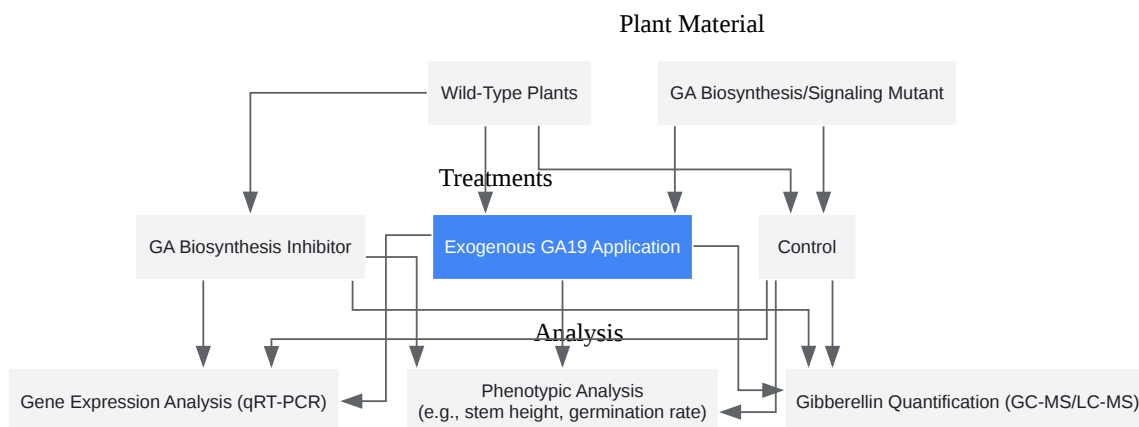 Plant Material
Wild-Type Plants
GA Biosynthesis/Signaling Mutant
Treatments
GA Biosynthesis Inhibitor
Exogenous GA19 Application
Control
Analysis
Gene Expression Analysis (qRT-PCR)
Phenotypic Analysis
(e.g., stem height, germination rate)
Gibberellin Quantification (GC-MS/LC-MS)